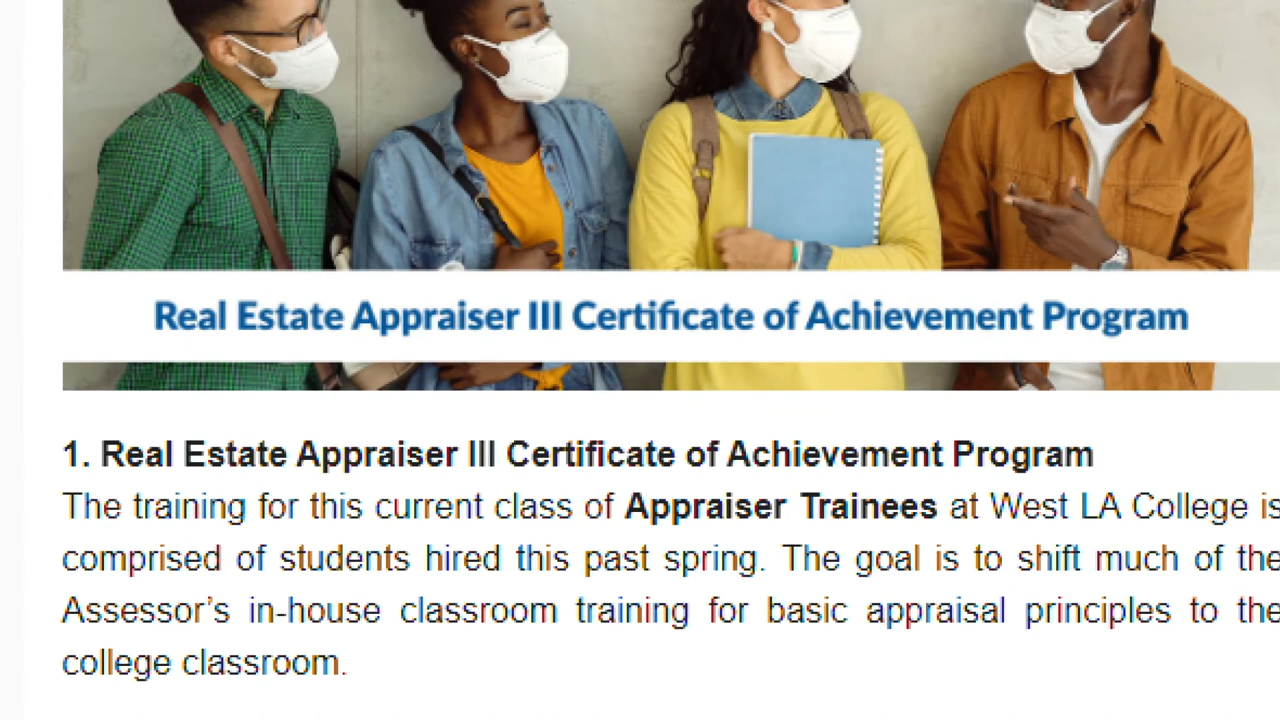 Real Estate Appraiser III Certificate of Achievement Program
1. Real Estate Appraiser III Certificate of Achievement Program
The training for this current class of Appraiser Trainees at West LA College is
comprised of students hired this past spring. The goal is to shift much of the
Assessor’s in-house classroom training for basic appraisal principles to the
college classroom.